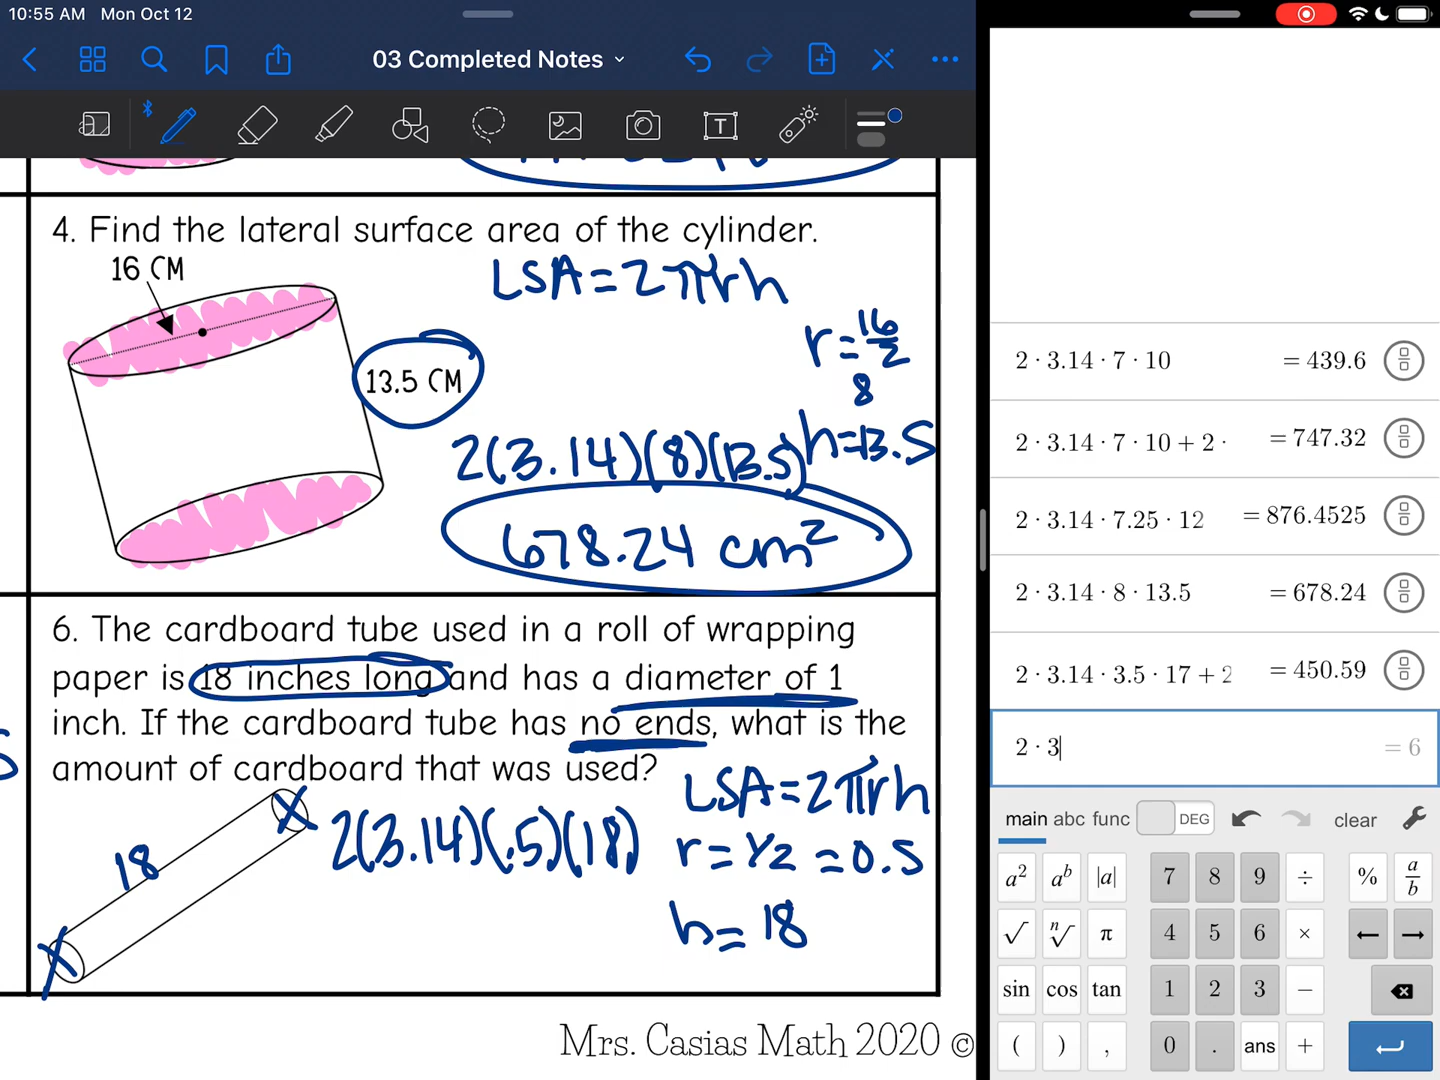 10:55 AM Mon Oct 12
03 Completed Notes
T
4. Find the lateral surface area of the cylinder.
16 CM
LSA = 2πrh
r = 16/2
8
13.5 CM
h = 13.5
2(3.14)(8)(13.5)
678.24 cm²
6. The cardboard tube used in a roll of wrapping
paper is 18 inches long and has a diameter of 1
inch. If the cardboard tube has no ends, what is the
amount of cardboard that was used?
LSA = 2πrh
18
2(3.14)(.5)(18)
r = 1/2 = 0.5
h = 18
Mrs. Casias Math 2020 ©
2 · 3.14 · 7 · 10 = 439.6
2 · 3.14 · 7 · 10 + 2 · = 747.32
2 · 3.14 · 7.25 · 12 = 876.4525
2 · 3.14 · 8 · 13.5 = 678.24
2 · 3.14 · 3.5 · 17 + 2 = 450.59
2 · 3 = 6
main abc func DEG clear
a² aᵇ |a| 7 8 9 ÷ % a/b
√ ⁿ√ π 4 5 6 × ← →
sin cos tan 1 2 3 −
( ) , 0 . ans +